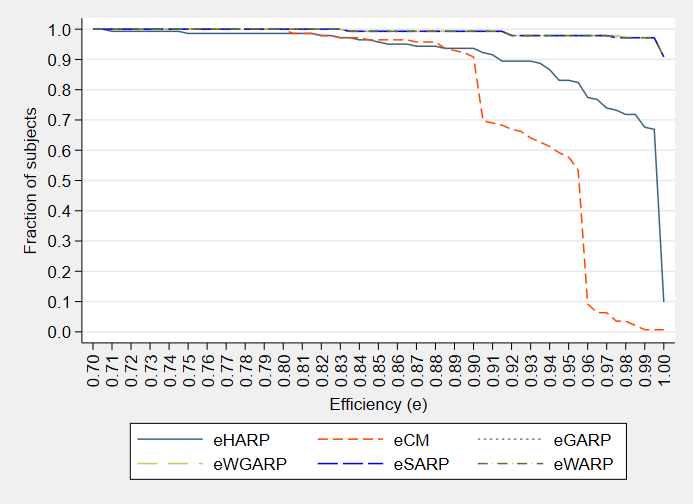 1.0
0.9
0.8
0.7
0.6
0.5
0.4
0.3
0.2
0.1
0.0
Fraction of subjects
0.70 0.71 0.72 0.73 0.74 0.75 0.76 0.77 0.78 0.79 0.80 0.81 0.82 0.83 0.84 0.85 0.86 0.87 0.88 0.89 0.90 0.91 0.92 0.93 0.94 0.95 0.96 0.97 0.98 0.99 1.00
Efficiency (e)
eHARP eCM eGARP
eWGARP eSARP eWARP